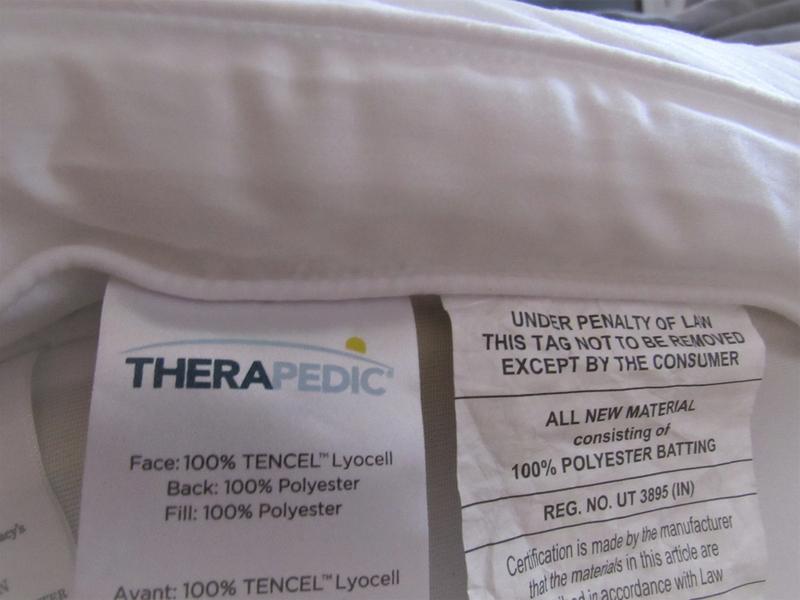 THERAPEDIC
Face: 100% TENCEL™ Lyocell
Back: 100% Polyester
Fill: 100% Polyester
Avant: 100% TENCEL™ Lyocell
UNDER PENALTY OF LAW
THIS TAG NOT TO BE REMOVED
EXCEPT BY THE CONSUMER
ALL NEW MATERIAL
consisting of
100% POLYESTER BATTING
REG. NO. UT 3895 (IN)
Certification is made by the manufacturer
that the materials in this article are
in accordance with Law